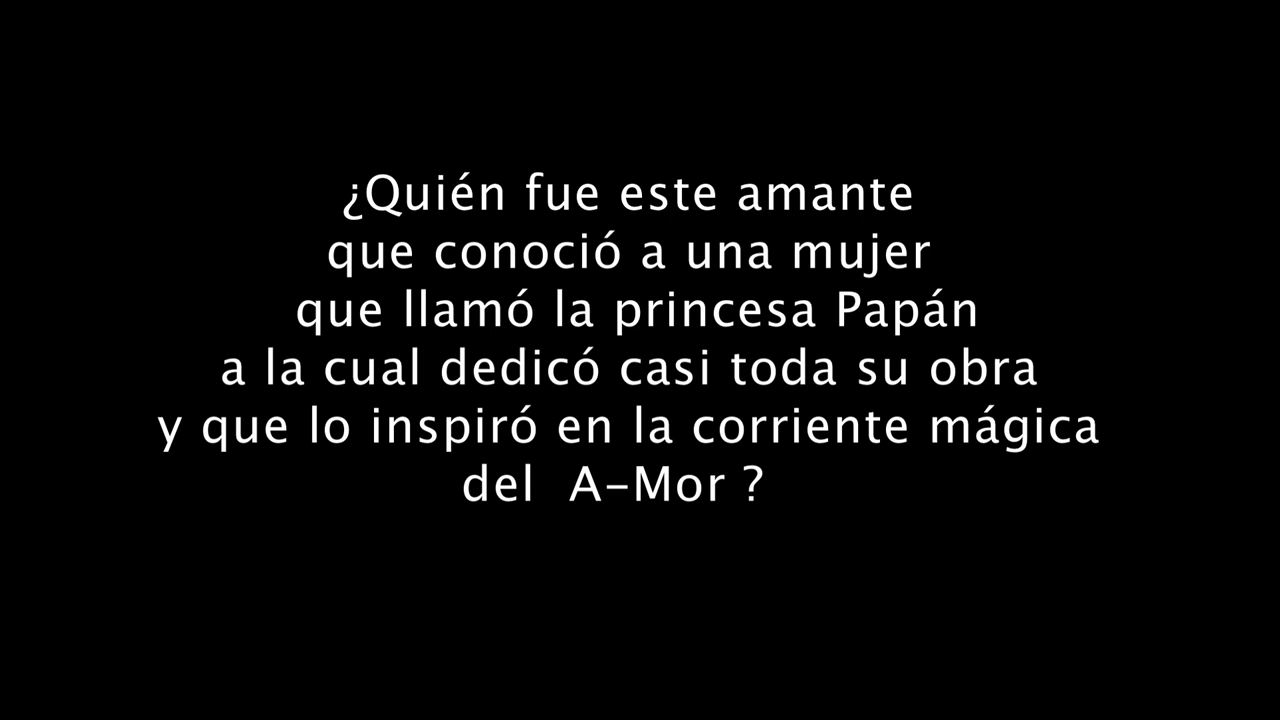 ¿Quién fue este amante
que conoció a una mujer
que llamó la princesa Papán
a la cual dedicó casi toda su obra
y que lo inspiró en la corriente mágica
del  A-Mor ?